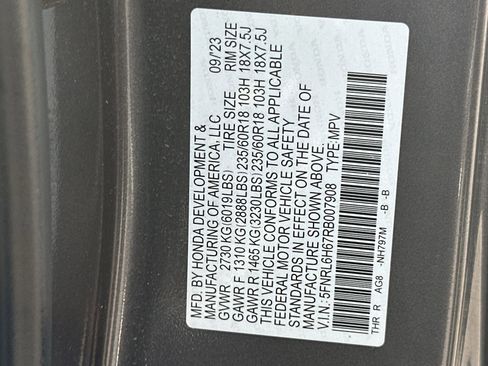 MFD. BY HONDA DEVELOPMENT &
MANUFACTURING OF AMERICA, LLC 09/23
GVWR 2730 KG(6019LBS) TIRE SIZE RIM SIZE
GAWR F 1310 KG(2888LBS)235/60R18 103H 18X7.5J
GAWR R 1465 KG(3230LBS)235/60R18 103H 18X7.5J
THIS VEHICLE CONFORMS TO ALL APPLICABLE
FEDERAL MOTOR VEHICLE SAFETY
STANDARDS IN EFFECT ON THE DATE OF
MANUFACTURE SHOWN ABOVE.
V.I.N.: 5FNRL6H67RB007908 TYPE:MPV
THR R AG8 -NH797M -B -B